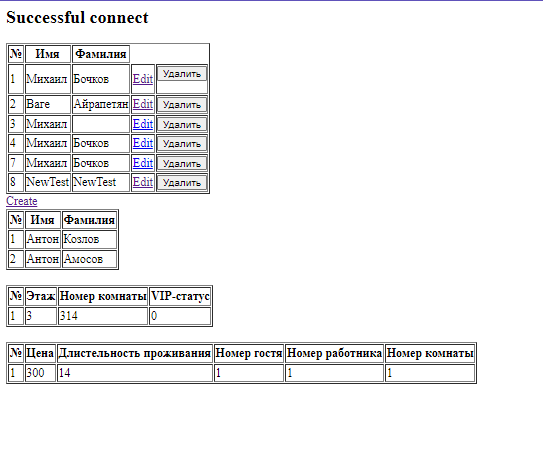 Successful connect
№ Имя Фамилия
1 Михаил Бочков Edit Удалить
2 Ваге Айрапетян Edit Удалить
3 Михаил Edit Удалить
4 Михаил Бочков Edit Удалить
7 Михаил Бочков Edit Удалить
8 NewTest NewTest Edit Удалить
Create
№ Имя Фамилия
1 Антон Козлов
2 Антон Амосов
№ Этаж Номер комнаты VIP-статус
1 3 314 0
№ Цена Длистельность проживания Номер гостя Номер работника Номер комнаты
1 300 14 1 1 1